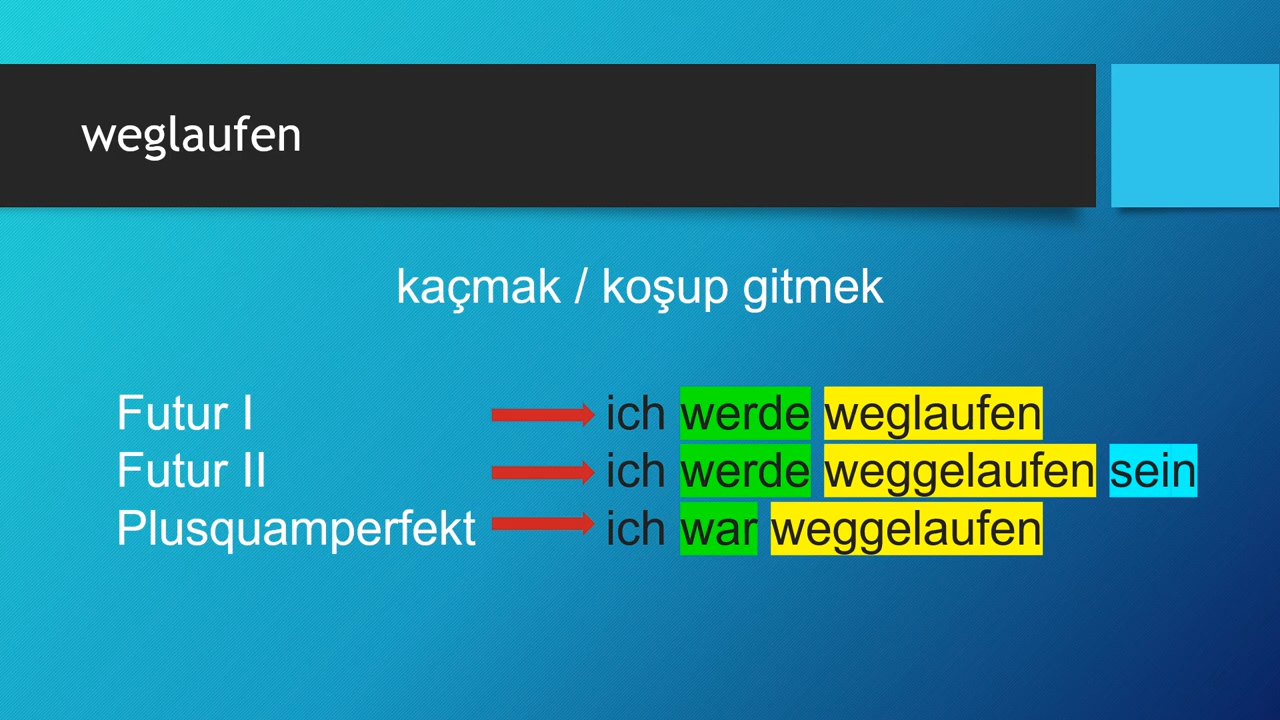 weglaufen
kaçmak / koşup gitmek
Futur I ich werde weglaufen
Futur II ich werde weggelaufen sein
Plusquamperfekt ich war weggelaufen